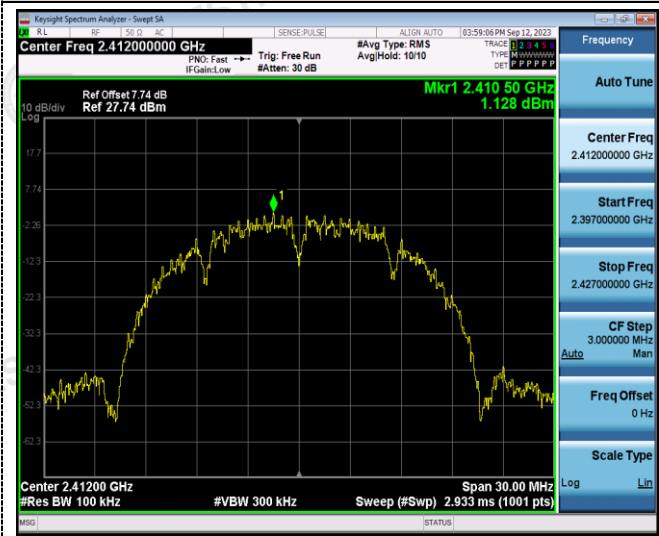 Keysight Spectrum Analyzer - Swept SA
RL RF 50 Ω AC SENSE:PULSE ALIGN AUTO 03:59:06 PM Sep 12, 2023
Center Freq 2.412000000 GHz
PNO: Fast
IFGain:Low
Trig: Free Run
#Atten: 30 dB
#Avg Type: RMS
Avg|Hold: 10/10
TRACE 1 2 3 4 5 6
TYPE M WWWWW
DET P P P P P P
Mkr1 2.410 50 GHz
1.128 dBm
Ref Offset 7.74 dB
Ref 27.74 dBm
10 dB/div
Log
17.7
7.74
-2.26
-12.3
-22.3
-32.3
-42.3
-52.3
-62.3
1
Center 2.41200 GHz
Span 30.00 MHz
#Res BW 100 kHz
#VBW 300 kHz
Sweep (#Swp) 2.933 ms (1001 pts)
MSG
STATUS
Frequency
Auto Tune
Center Freq
2.412000000 GHz
Start Freq
2.397000000 GHz
Stop Freq
2.427000000 GHz
CF Step
3.000000 MHz
Auto Man
Freq Offset
0 Hz
Scale Type
Log Lin